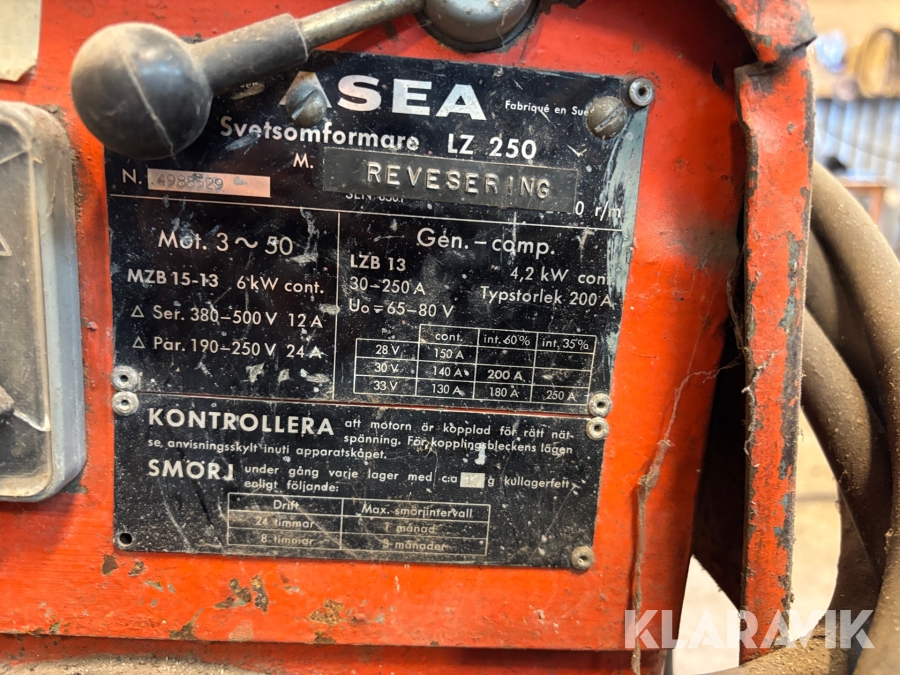 ASEA
Fabriqué en
Svetsomformare LZ 250
M.
REVESERING
N. 4988529
0 r/m
Mot. 3~50
MZB 15-13 6 kW cont.
Δ Ser. 380-500 V 12 A
Δ Par. 190-250 V 24 A
Gen.-comp.
LZB 13 4,2 kW cont
30-250 A Typstorlek 200 A
Uo = 65-80 V
cont. int. 60% int. 35%
28 V 150 A
30 V 140 A 200 A
33 V 130 A 180 A 250 A
KONTROLLERA att motorn är kopplad för rätt nät-
spänning. För kopplingsbleckens lägen
se anvisningsskylt inuti apparatskåpet.
SMÖRJ under gång varje lager med c:a g kullagerfett
enligt följande:
Drift Max. smörjintervall
24 timmar 1 månad
8 timmar 3 månader
KLARAVIK